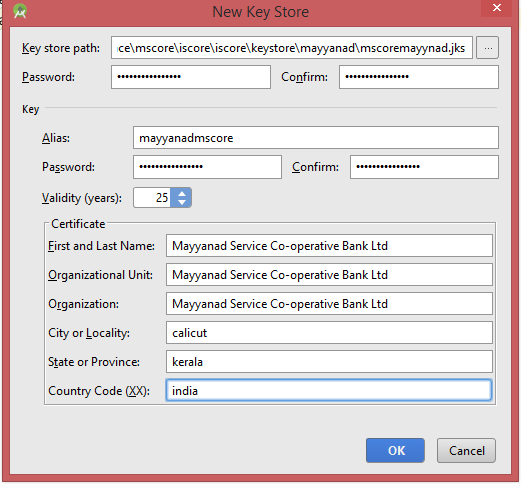 New Key Store
Key store path: ce\mscore\iscore\iscore\keystore\mayyanad\mscoremayynad.jks ...
Password: •••••••••••••••• Confirm: ••••••••••••••••
Key
Alias: mayyanadmscore
Password: •••••••••••••••• Confirm: ••••••••••••••••
Validity (years): 25
Certificate
First and Last Name: Mayyanad Service Co-operative Bank Ltd
Organizational Unit: Mayyanad Service Co-operative Bank Ltd
Organization: Mayyanad Service Co-operative Bank Ltd
City or Locality: calicut
State or Province: kerala
Country Code (XX): india
OK Cancel